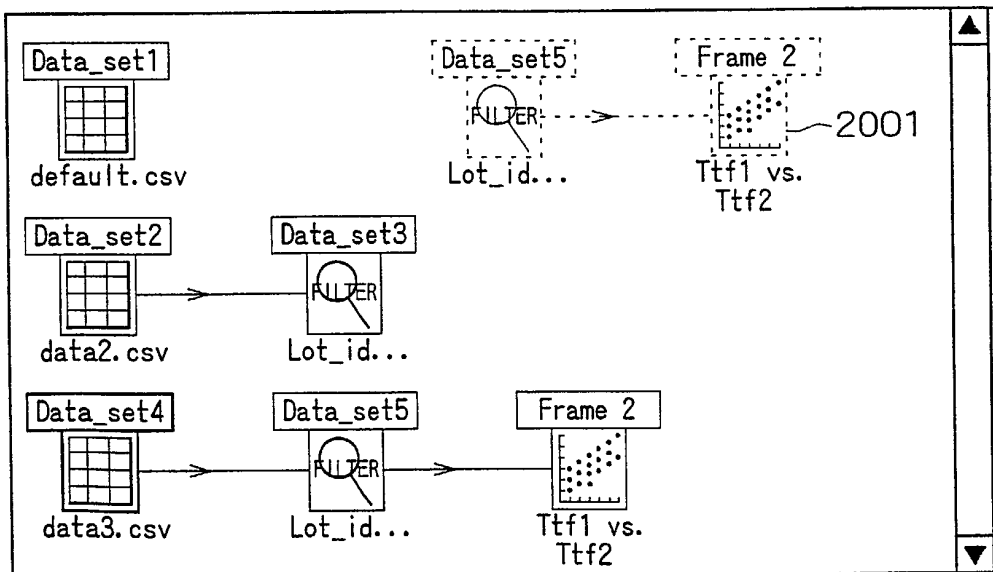 Data_set1
default.csv
Data_set5
FILTER
Lot_id...
Frame 2
Ttf1 vs.
Ttf2
2001
Data_set2
data2.csv
Data_set3
FILTER
Lot_id...
Data_set4
data3.csv
Data_set5
FILTER
Lot_id...
Frame 2
Ttf1 vs.
Ttf2